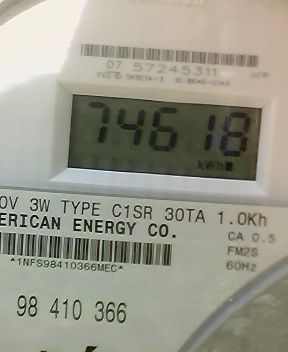 07 57245311
74618
kWh
0V 3W TYPE C1SR 30TA 1.0Kh
ERICAN ENERGY CO.
CA 0.5
FM2S
*1NFS98410366MEC*
60Hz
98 410 366